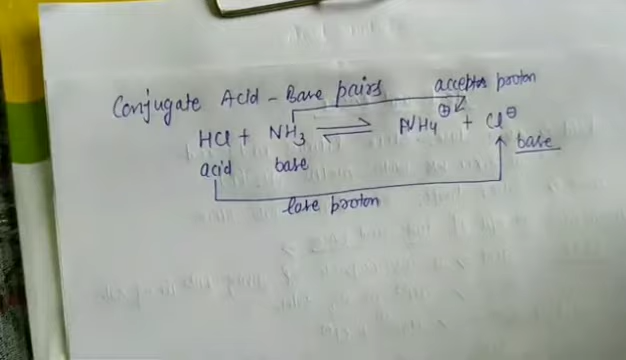 Conjugate Acid - Base pairs
accepts proton
HCl + NH3 ⇌ NH4⊕ + Cl⊖
acid base base
lose proton